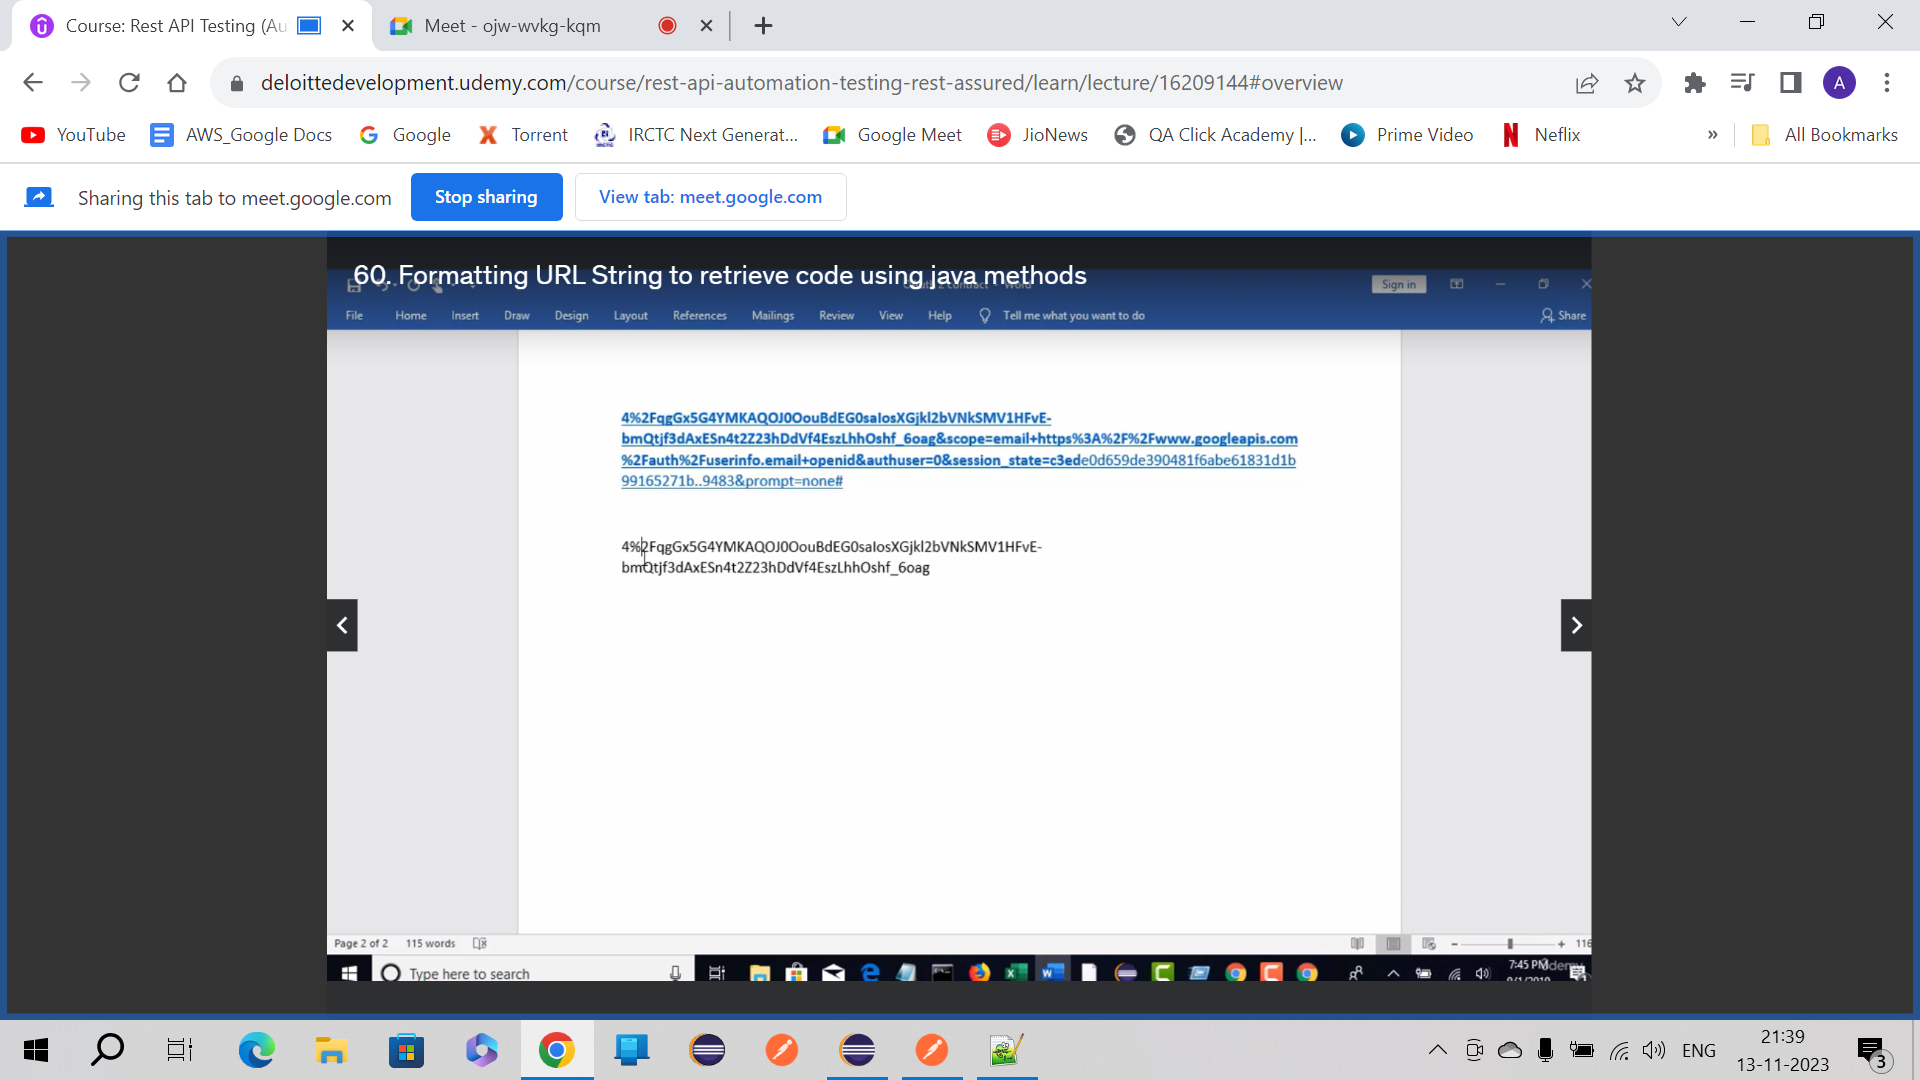 Course: Rest API Testing (Au
Meet - ojw-wvkg-kqm
deloittedevelopment.udemy.com/course/rest-api-automation-testing-rest-assured/learn/lecture/16209144#overview
A
YouTube AWS_Google Docs Google Torrent IRCTC Next Generat... Google Meet JioNews QA Click Academy |... Prime Video Neflix » All Bookmarks
Sharing this tab to meet.google.com Stop sharing View tab: meet.google.com
60. Formatting URL String to retrieve code using java methods
Sign in
File Home Insert Draw Design Layout References Mailings Review View Help Tell me what you want to do Share
4%2FqgGx5G4YMKAQOJ0OouBdEG0saIosXGjkl2bVNkSMV1HFvE-
bmQtjf3dAxESn4t2Z23hDdVf4EszLhhOshf_6oag&scope=email+https%3A%2F%2Fwww.googleapis.com
%2Fauth%2Fuserinfo.email+openid&authuser=0&session_state=c3ede0d659de390481f6abe61831d1b
99165271b..9483&prompt=none#
4%2FqgGx5G4YMKAQOJ0OouBdEG0saIosXGjkl2bVNkSMV1HFvE-
bmQtjf3dAxESn4t2Z23hDdVf4EszLhhOshf_6oag
Page 2 of 2 115 words
116
Type here to search
7:45 PM
ENG
21:39
13-11-2023
3